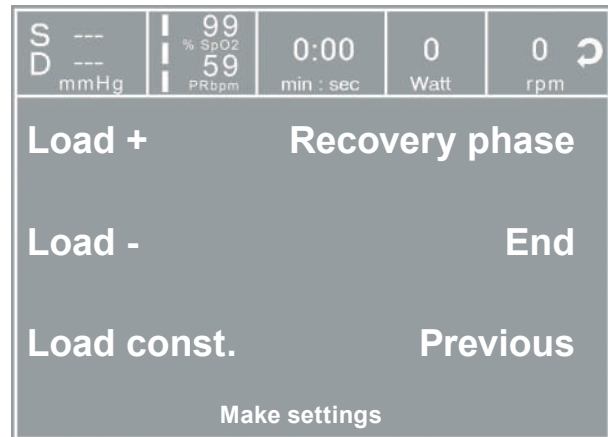 S ---
D ---
mmHg
99
% SpO2
59
PRbpm
0:00
min : sec
0
Watt
0
rpm
Load +
Recovery phase
Load -
End
Load const.
Previous
Make settings